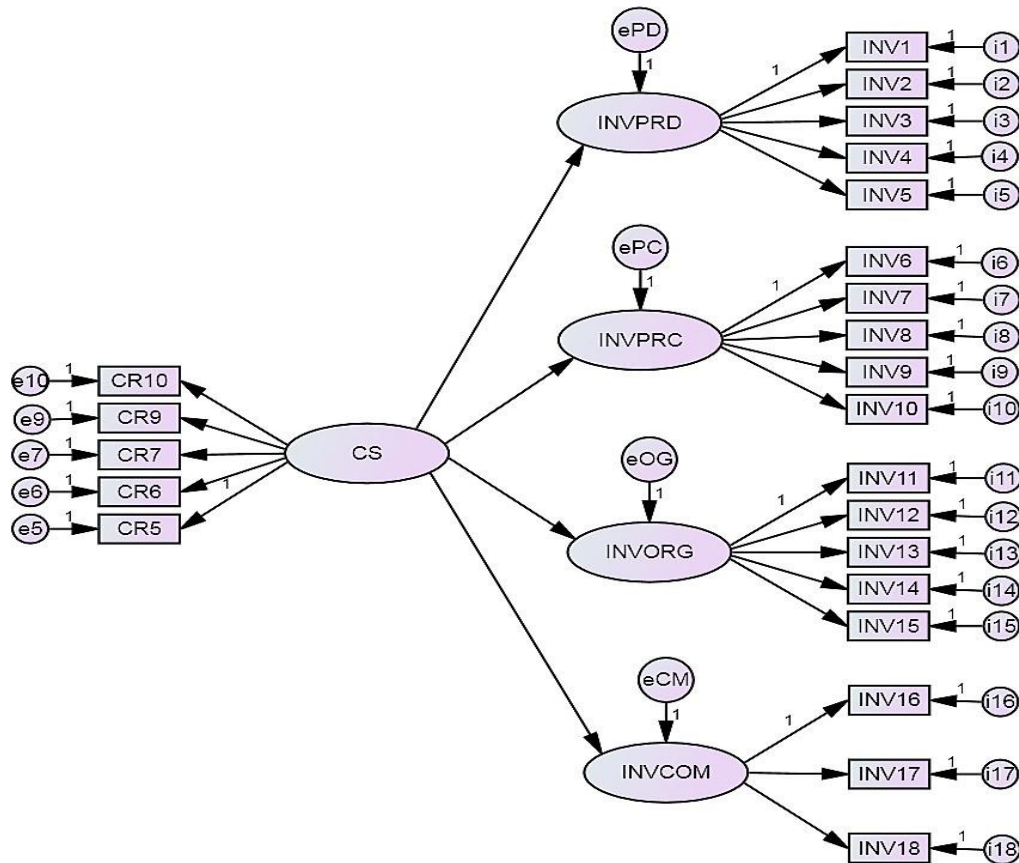 ePD
1
INVPRD
1
INV1
1
i1
INV2
1
i2
INV3
1
i3
INV4
1
i4
INV5
1
i5
ePC
1
INVPRC
1
INV6
1
i6
INV7
1
i7
INV8
1
i8
INV9
1
i9
INV10
1
i10
e10
1
CR10
e9
1
CR9
e7
1
CR7
e6
1
CR6
e5
1
CR5
1
CS
eOG
1
INVORG
1
INV11
1
i11
INV12
1
i12
INV13
1
i13
INV14
1
i14
INV15
1
i15
eCM
1
INVCOM
1
INV16
1
i16
INV17
1
i17
INV18
1
i18